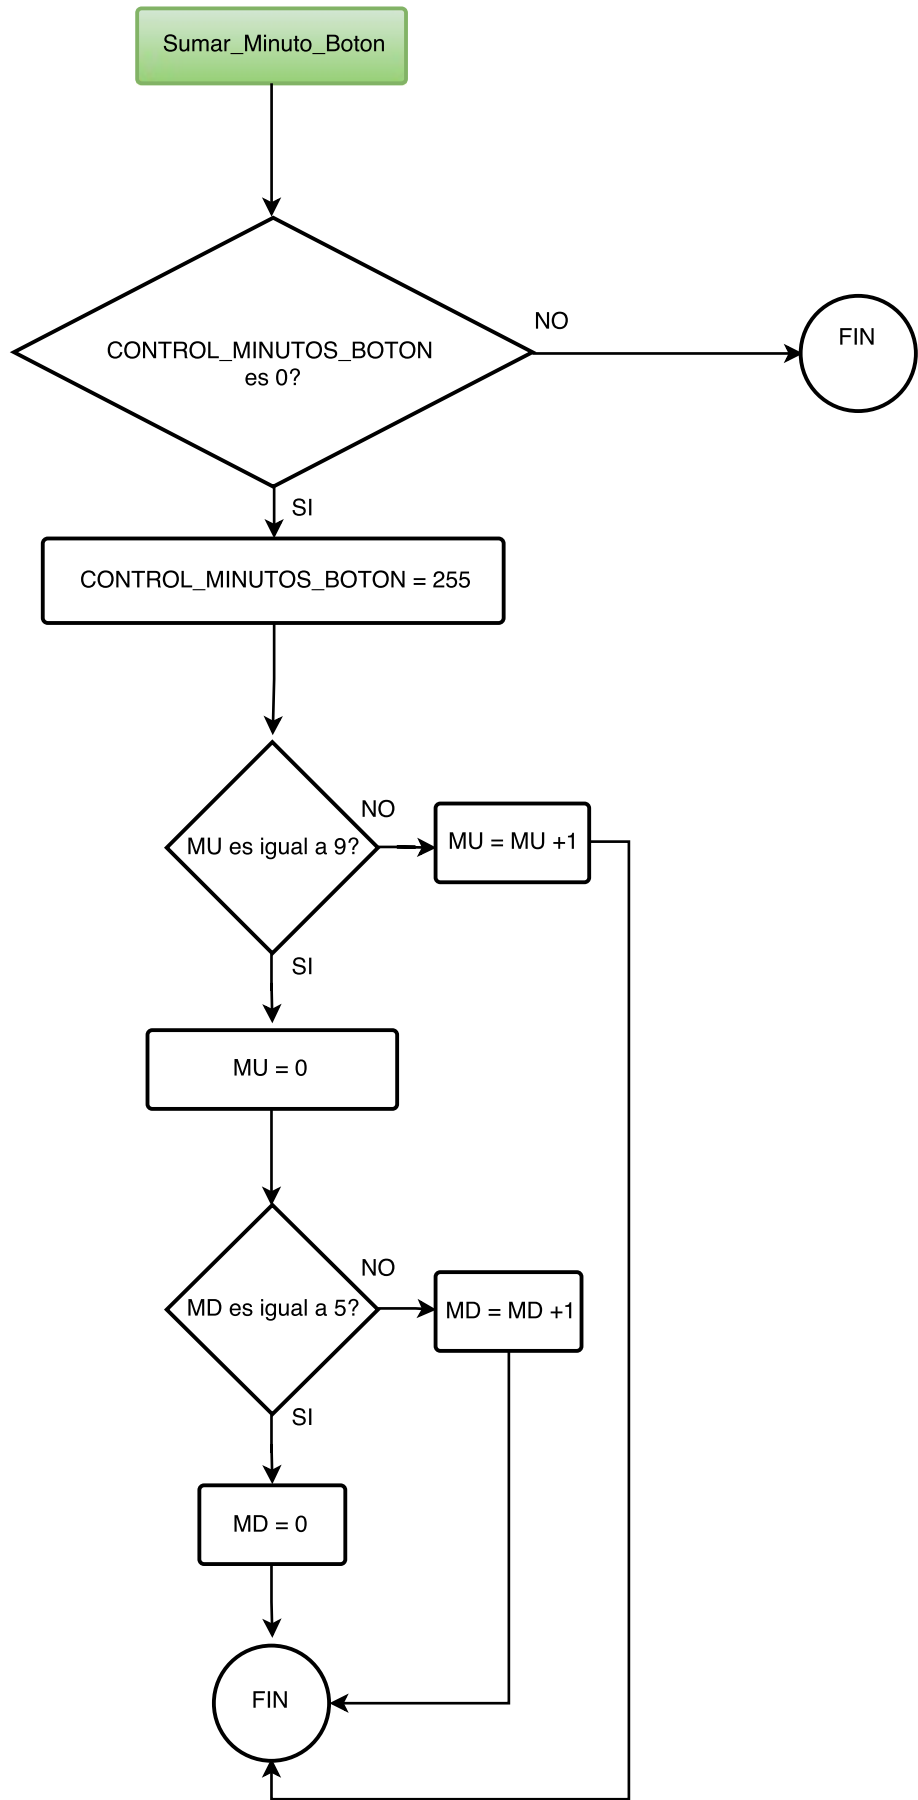 Sumar_Minuto_Boton
NO
FIN
CONTROL_MINUTOS_BOTON
es 0?
SI
CONTROL_MINUTOS_BOTON = 255
NO
MU es igual a 9?
MU = MU +1
SI
MU = 0
NO
MD es igual a 5?
MD = MD +1
SI
MD = 0
FIN